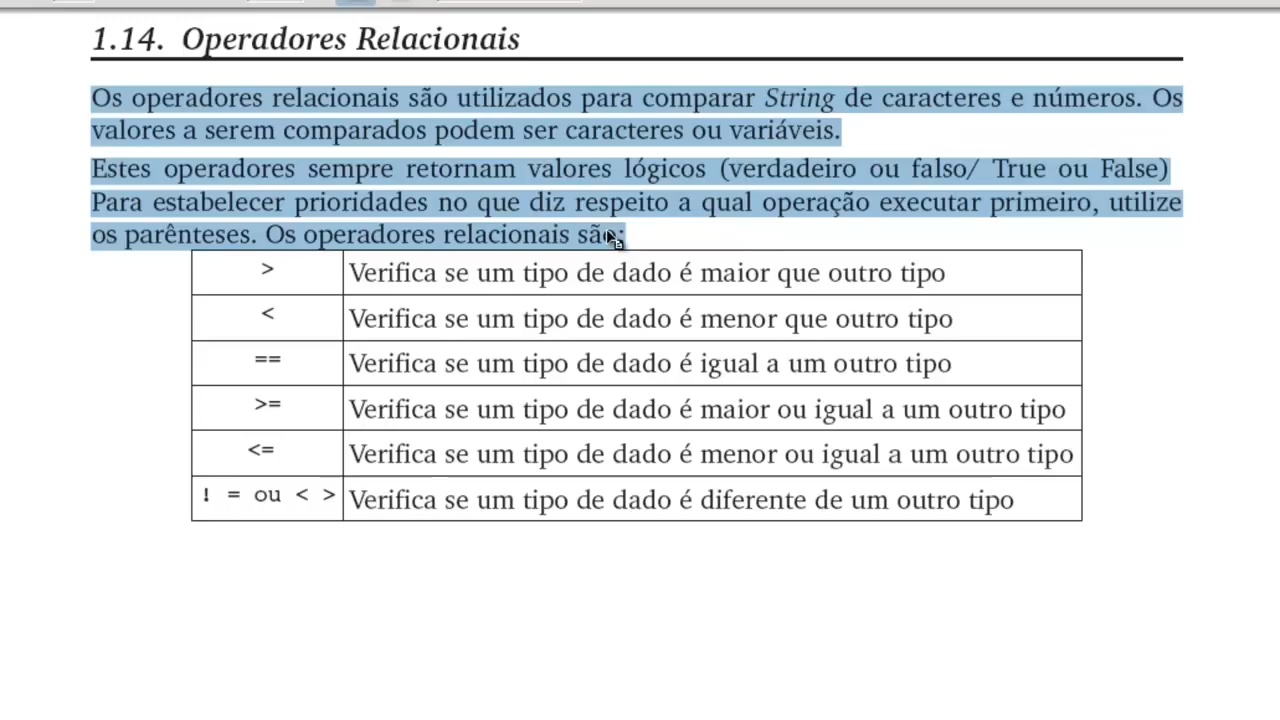 1.14. Operadores Relacionais
Os operadores relacionais são utilizados para comparar String de caracteres e números. Os
valores a serem comparados podem ser caracteres ou variáveis.
Estes operadores sempre retornam valores lógicos (verdadeiro ou falso/ True ou False)
Para estabelecer prioridades no que diz respeito a qual operação executar primeiro, utilize
os parênteses. Os operadores relacionais são:
> Verifica se um tipo de dado é maior que outro tipo
< Verifica se um tipo de dado é menor que outro tipo
== Verifica se um tipo de dado é igual a um outro tipo
>= Verifica se um tipo de dado é maior ou igual a um outro tipo
<= Verifica se um tipo de dado é menor ou igual a um outro tipo
! = ou < > Verifica se um tipo de dado é diferente de um outro tipo